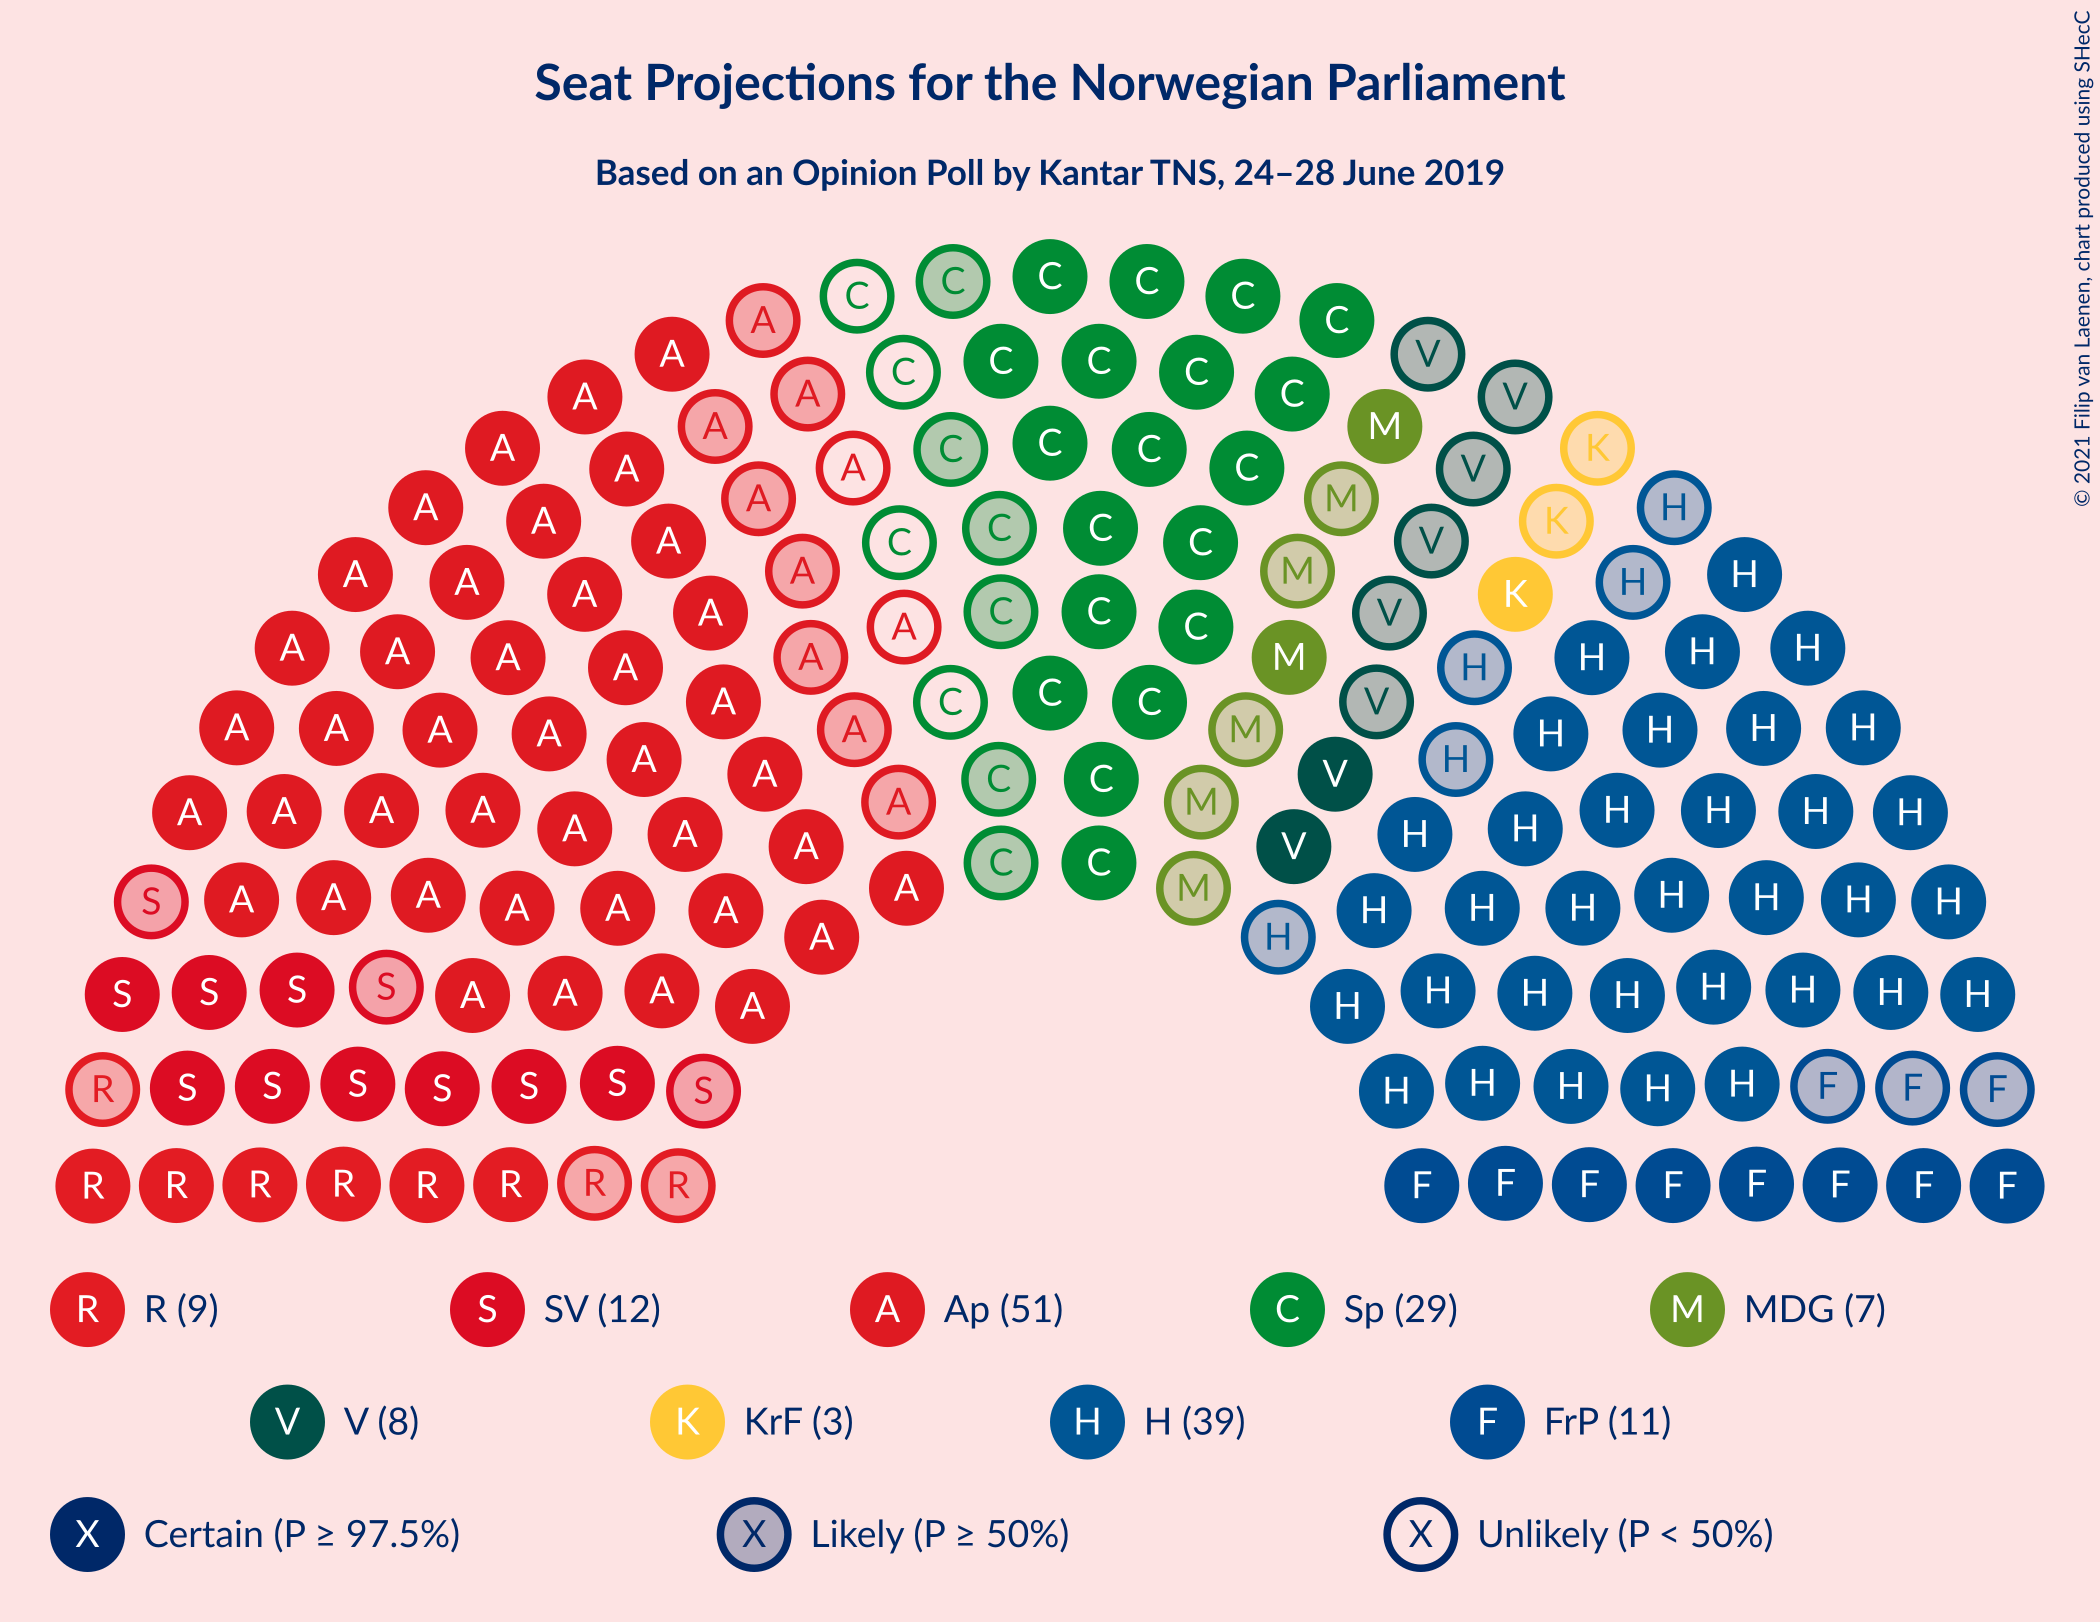 Seat Projections for the Norwegian Parliament
Based on an Opinion Poll by Kantar TNS, 24–28 June 2019
© 2021 Filip van Laenen, chart produced using SHecC
C C C C C
A C
A C C C C V
A A C V
A M
A A A C C C C V K
A A M H
A A C C C C V K
A A A A M K H H
A A C C C V
A A A A A M H H H H
A C C C V
A A A A A M H H H H
A A C C V H
A A A A A M H H H H
A A A V H H
C C
S A A A A A A A M H H H H H H H
A H
S S S S A A A A H H H H H H H H
R S S S S S S S H H H H H F F F
R R R R R R R R F F F F F F F F
R R (9) S SV (12) A Ap (51) C Sp (29) M MDG (7)
V V (8) K KrF (3) H H (39) F FrP (11)
X Certain (P ≥ 97.5%) X Likely (P ≥ 50%) X Unlikely (P < 50%)